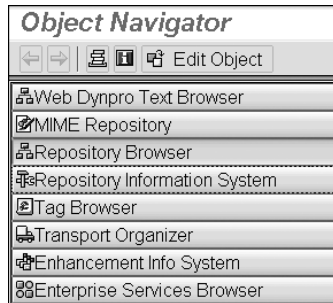 Object Navigator
Edit Object
Web Dynpro Text Browser
MIME Repository
Repository Browser
Repository Information System
Tag Browser
Transport Organizer
Enhancement Info System
Enterprise Services Browser